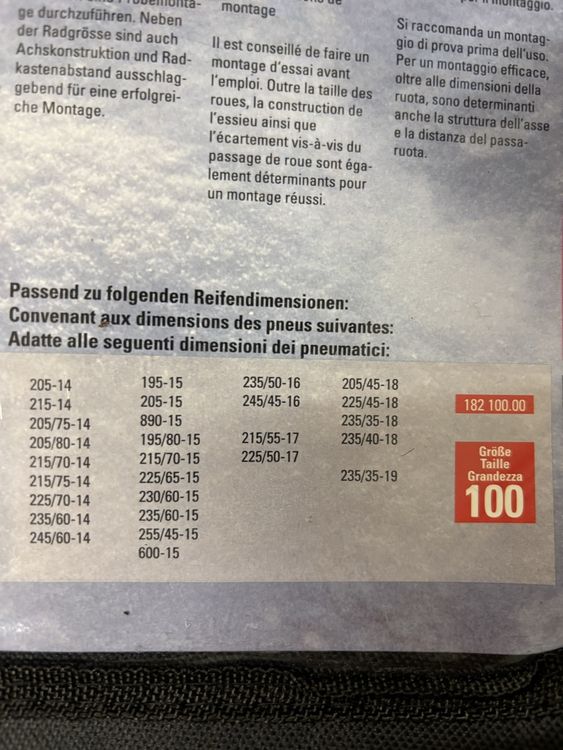 ge durchzuführen. Neben
der Radgrösse sind auch
Achskonstruktion und Rad-
kastenabstand ausschlag-
gebend für eine erfolgrei-
che Montage.
montage
Il est conseillé de faire un
montage d'essai avant
l'emploi. Outre la taille des
roues, la construction de
l'essieu ainsi que
l'écartement vis-à-vis du
passage de roue sont éga-
lement déterminants pour
un montage réussi.
montaggio.
Si raccomanda un montag-
gio di prova prima dell'uso.
Per un montaggio efficace,
oltre alle dimensioni della
ruota, sono determinanti
anche la struttura dell'asse
e la distanza del passa-
ruota.
Passend zu folgenden Reifendimensionen:
Convenant aux dimensions des pneus suivantes:
Adatte alle seguenti dimensioni dei pneumatici:
205-14
215-14
205/75-14
205/80-14
215/70-14
215/75-14
225/70-14
235/60-14
245/60-14
195-15
205-15
890-15
195/80-15
215/70-15
225/65-15
230/60-15
235/60-15
255/45-15
600-15
235/50-16
245/45-16
215/55-17
225/50-17
205/45-18
225/45-18
235/35-18
235/40-18
235/35-19
182 100.00
Größe
Taille
Grandezza
100